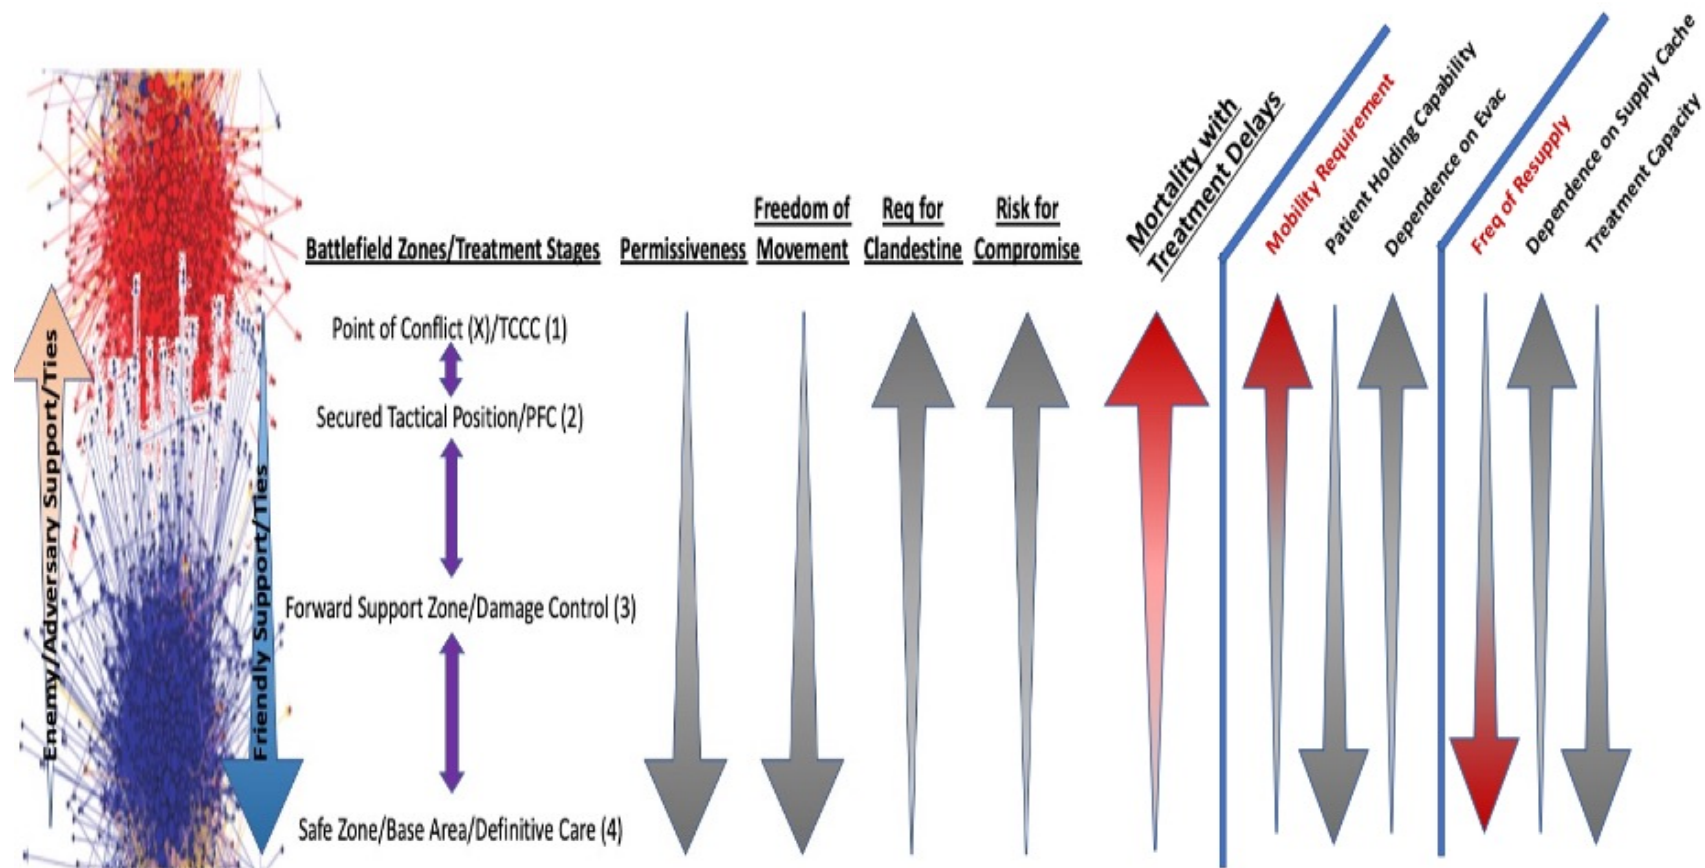 Enemy/Adversary Support/Ties
Friendly Support/Ties
Battlefield Zones/Treatment Stages
Point of Conflict (X)/TCCC (1)
Secured Tactical Position/PFC (2)
Forward Support Zone/Damage Control (3)
Safe Zone/Base Area/Definitive Care (4)
Permissiveness
Freedom of
Movement
Req for
Clandestine
Risk for
Compromise
Mortality with
Treatment Delays
Mobility Requirement
Patient Holding Capability
Dependence on Evac
Freq of Resupply
Dependence on Supply Cache
Treatment Capacity